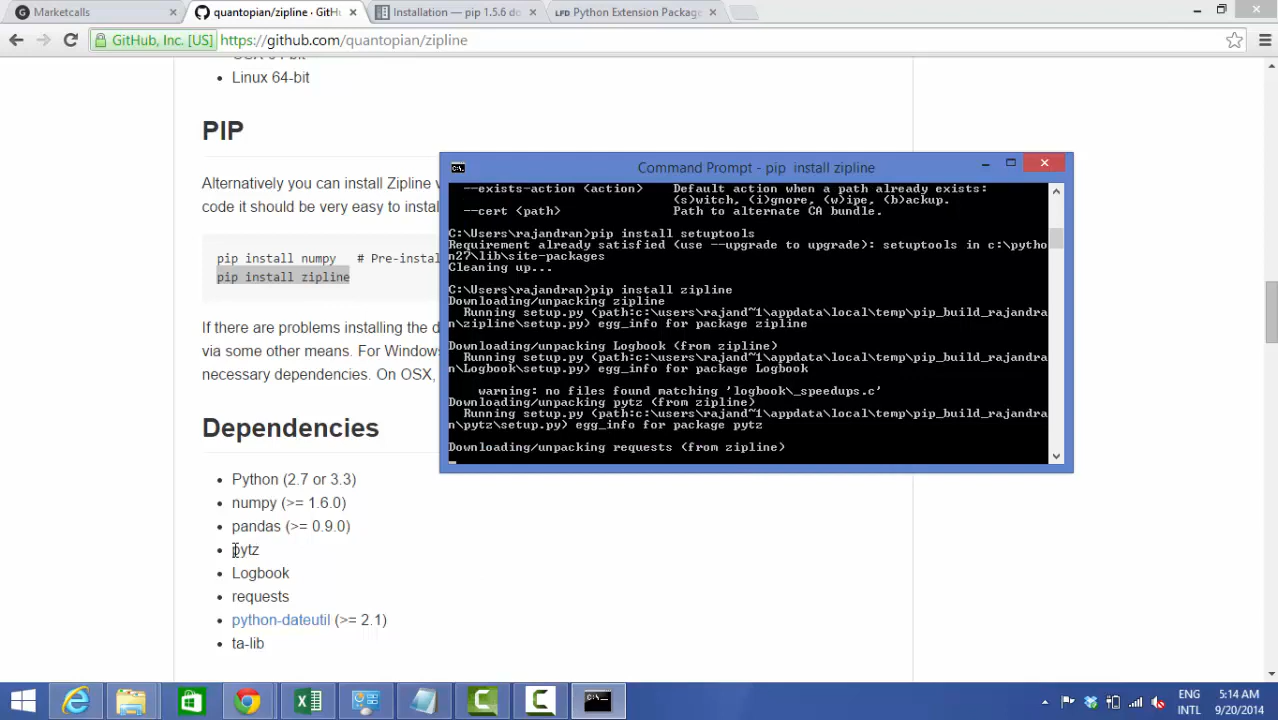 Marketcalls
quantopian/zipline · GitHu
Installation — pip 1.5.6 do
LFD Python Extension Package
GitHub, Inc. [US]
https://github.com/quantopian/zipline
Linux 64-bit
PIP
Alternatively you can install Zipline v
code it should be very easy to instal
pip install numpy # Pre-instal
pip install zipline
If there are problems installing the d
via some other means. For Windows
necessary dependencies. On OSX,
Dependencies
Python (2.7 or 3.3)
numpy (>= 1.6.0)
pandas (>= 0.9.0)
pytz
Logbook
requests
python-dateutil (>= 2.1)
ta-lib
Command Prompt - pip install zipline
--exists-action <action> Default action when a path already exists:
(s)witch, (i)gnore, (w)ipe, (b)ackup.
--cert <path> Path to alternate CA bundle.
C:\Users\rajandran>pip install setuptools
Requirement already satisfied (use --upgrade to upgrade): setuptools in c:\pytho
n27\lib\site-packages
Cleaning up...
C:\Users\rajandran>pip install zipline
Downloading/unpacking zipline
Running setup.py (path:c:\users\rajand~1\appdata\local\temp\pip_build_rajandra
n\zipline\setup.py) egg_info for package zipline
Downloading/unpacking Logbook (from zipline)
Running setup.py (path:c:\users\rajand~1\appdata\local\temp\pip_build_rajandra
n\Logbook\setup.py) egg_info for package Logbook
warning: no files found matching 'logbook\_speedups.c'
Downloading/unpacking pytz (from zipline)
Running setup.py (path:c:\users\rajand~1\appdata\local\temp\pip_build_rajandra
n\pytz\setup.py) egg_info for package pytz
Downloading/unpacking requests (from zipline)
ENG
INTL
5:14 AM
9/20/2014